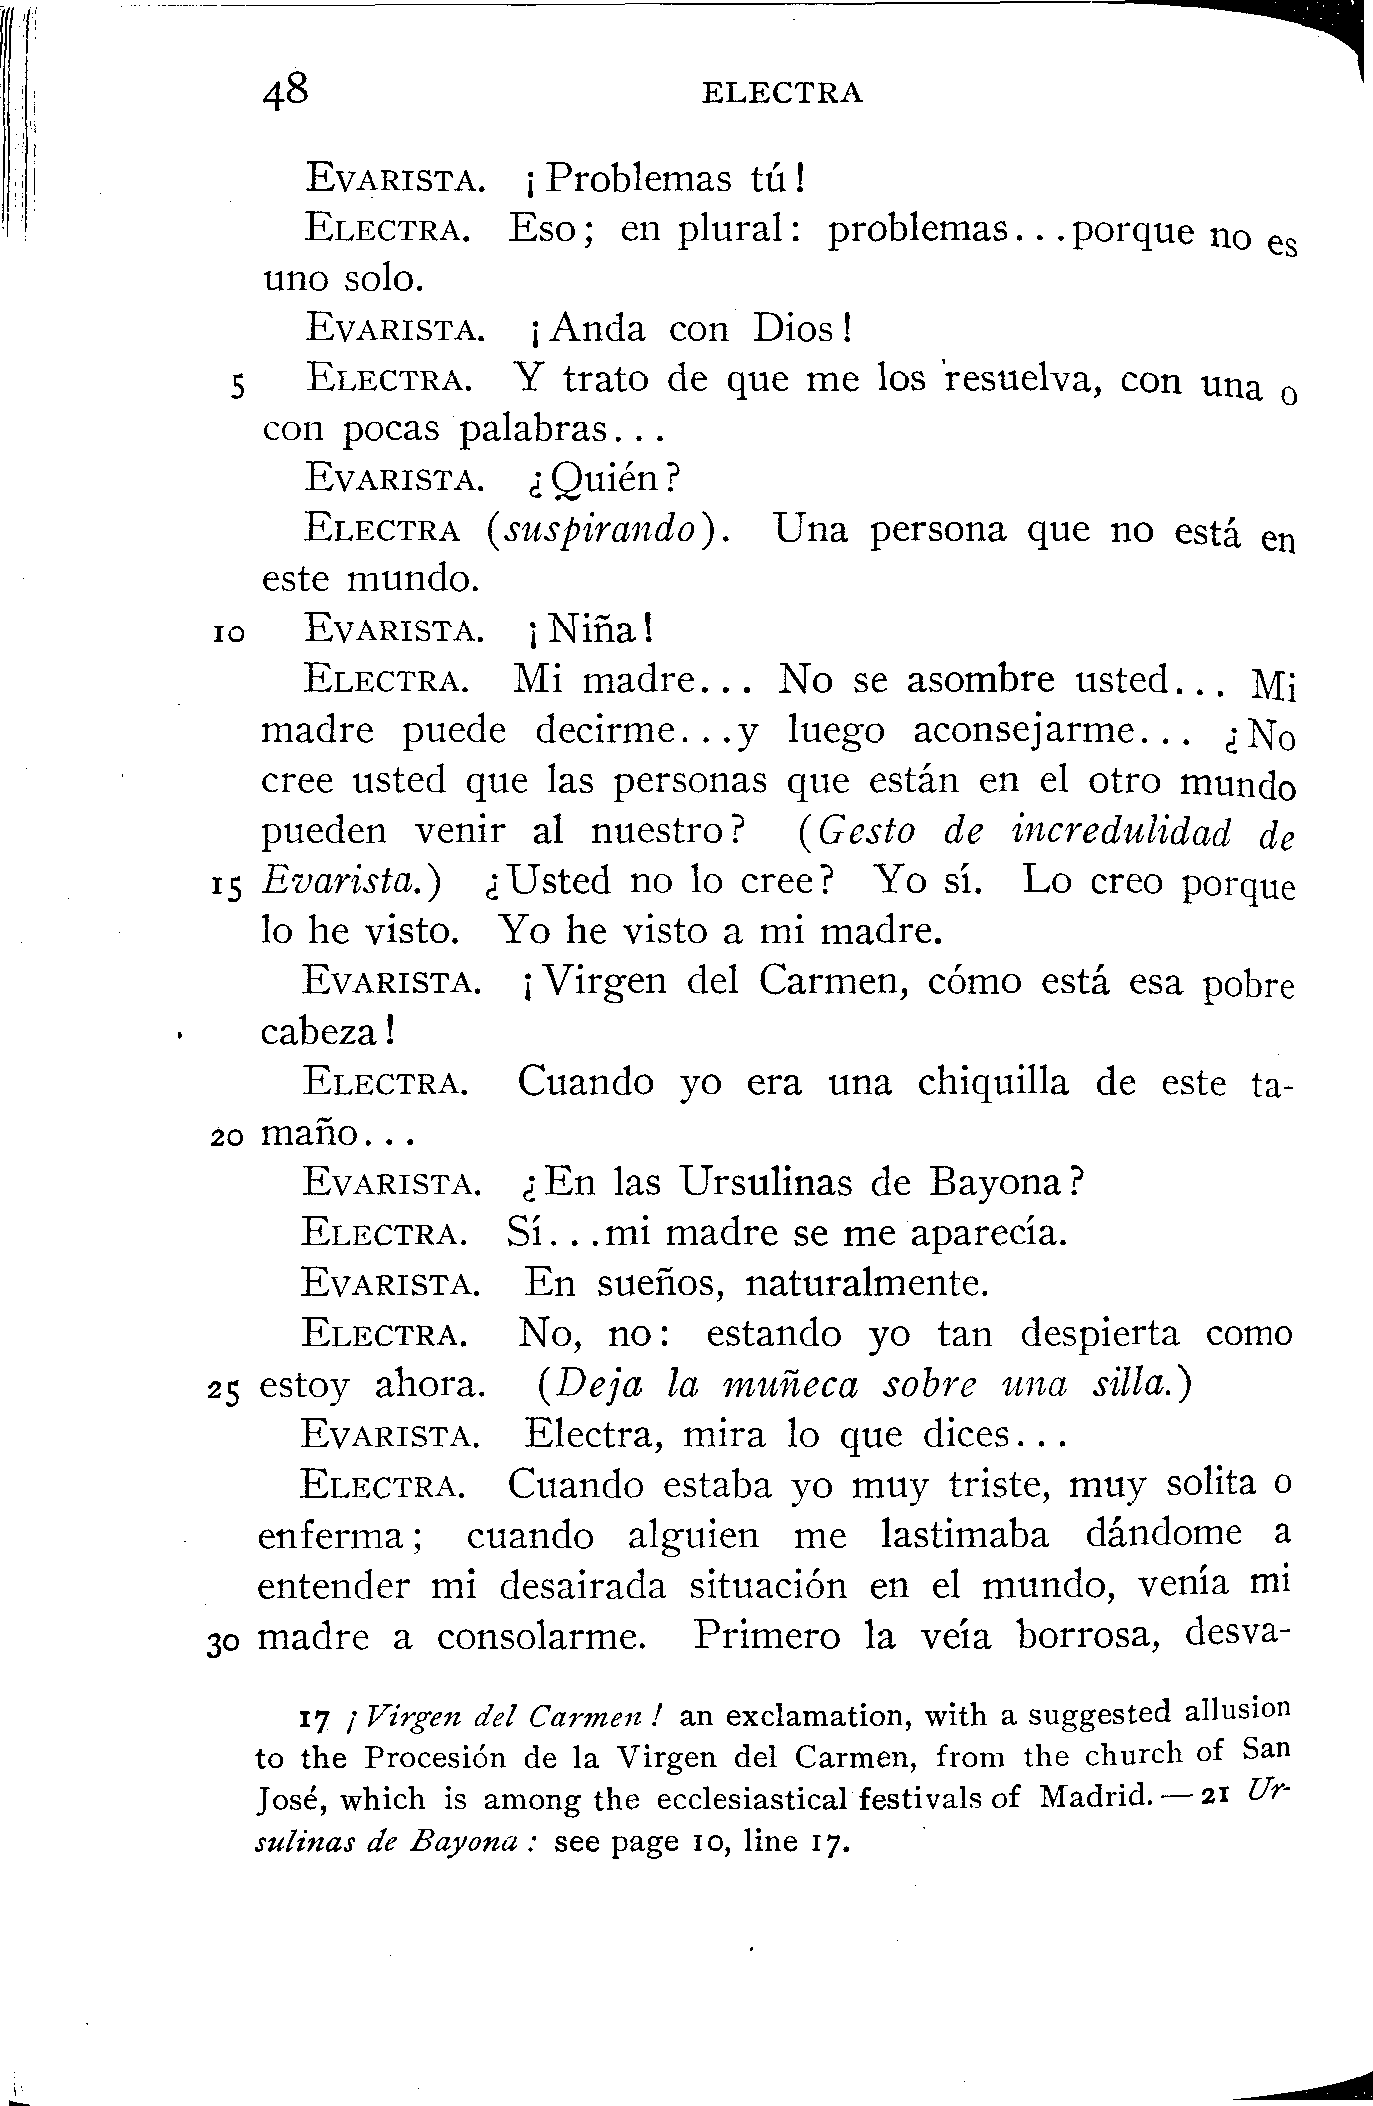 48 ELECTRA
EVARISTA. ¡Problemas tú!
ELECTRA. Eso; en plural: problemas...porque no es
uno solo.
EVARISTA. ¡Anda con Dios!
5 ELECTRA. Y trato de que me los resuelva, con una o
con pocas palabras...
EVARISTA. ¿Quién?
ELECTRA (suspirando). Una persona que no está en
este mundo.
10 EVARISTA. ¡Niña!
ELECTRA. Mi madre... No se asombre usted... Mi
madre puede decirme...y luego aconsejarme... ¿No
cree usted que las personas que están en el otro mundo
pueden venir al nuestro? (Gesto de incredulidad de
15 Evarista.) ¿Usted no lo cree? Yo sí. Lo creo porque
lo he visto. Yo he visto a mi madre.
EVARISTA. ¡Virgen del Carmen, cómo está esa pobre
cabeza!
ELECTRA. Cuando yo era una chiquilla de este ta-
20 maño...
EVARISTA. ¿En las Ursulinas de Bayona?
ELECTRA. Sí...mi madre se me aparecía.
EVARISTA. En sueños, naturalmente.
ELECTRA. No, no: estando yo tan despierta como
25 estoy ahora. (Deja la muñeca sobre una silla.)
EVARISTA. Electra, mira lo que dices...
ELECTRA. Cuando estaba yo muy triste, muy solita o
enferma; cuando alguien me lastimaba dándome a
entender mi desairada situación en el mundo, venía mi
30 madre a consolarme. Primero la veía borrosa, desva-
17 ¡Virgen del Carmen! an exclamation, with a suggested allusion
to the Procesión de la Virgen del Carmen, from the church of San
José, which is among the ecclesiastical festivals of Madrid.—21 Ur-
sulinas de Bayona: see page 10, line 17.